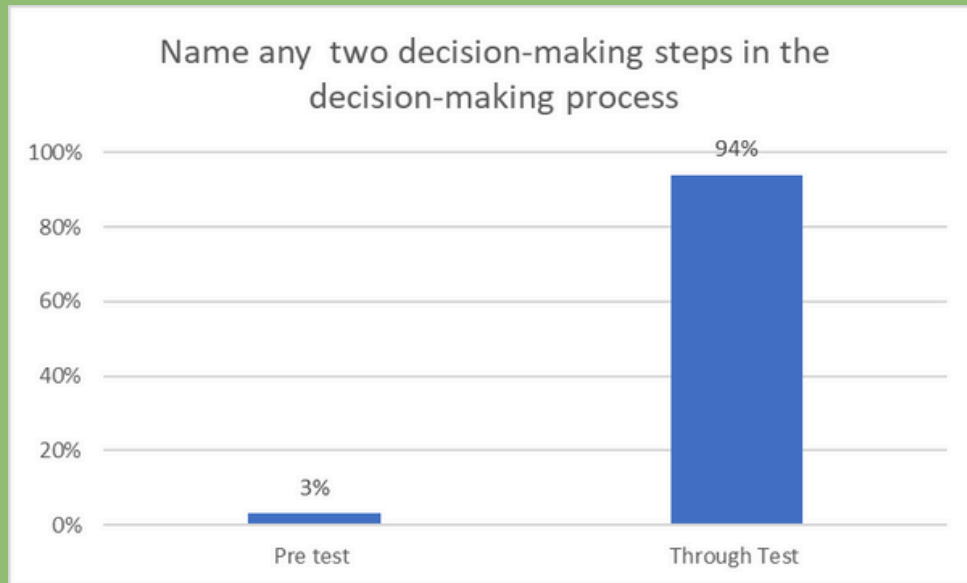 Name any  two decision-making steps in the
decision-making process
100%
94%
80%
60%
40%
20%
3%
0%
Pre test
Through Test